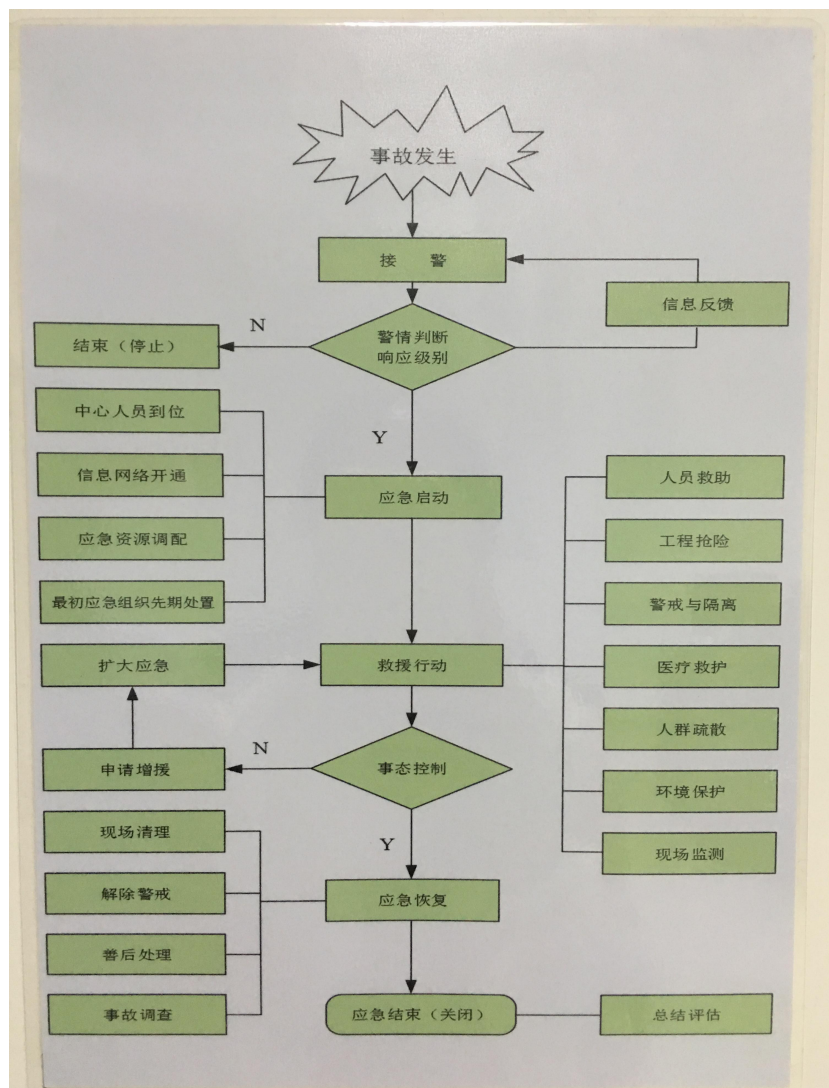 事故发生
接 警
信息反馈
警情判断
响应级别
N
结束（停止）
中心人员到位
Y
信息网络开通
应急启动
人员救助
应急资源调配
工程抢险
最初应急组织先期处置
警戒与隔离
扩大应急
救援行动
医疗救护
人群疏散
N
申请增援
事态控制
环境保护
现场清理
Y
现场监测
解除警戒
应急恢复
善后处理
事故调查
应急结束（关闭）
总结评估